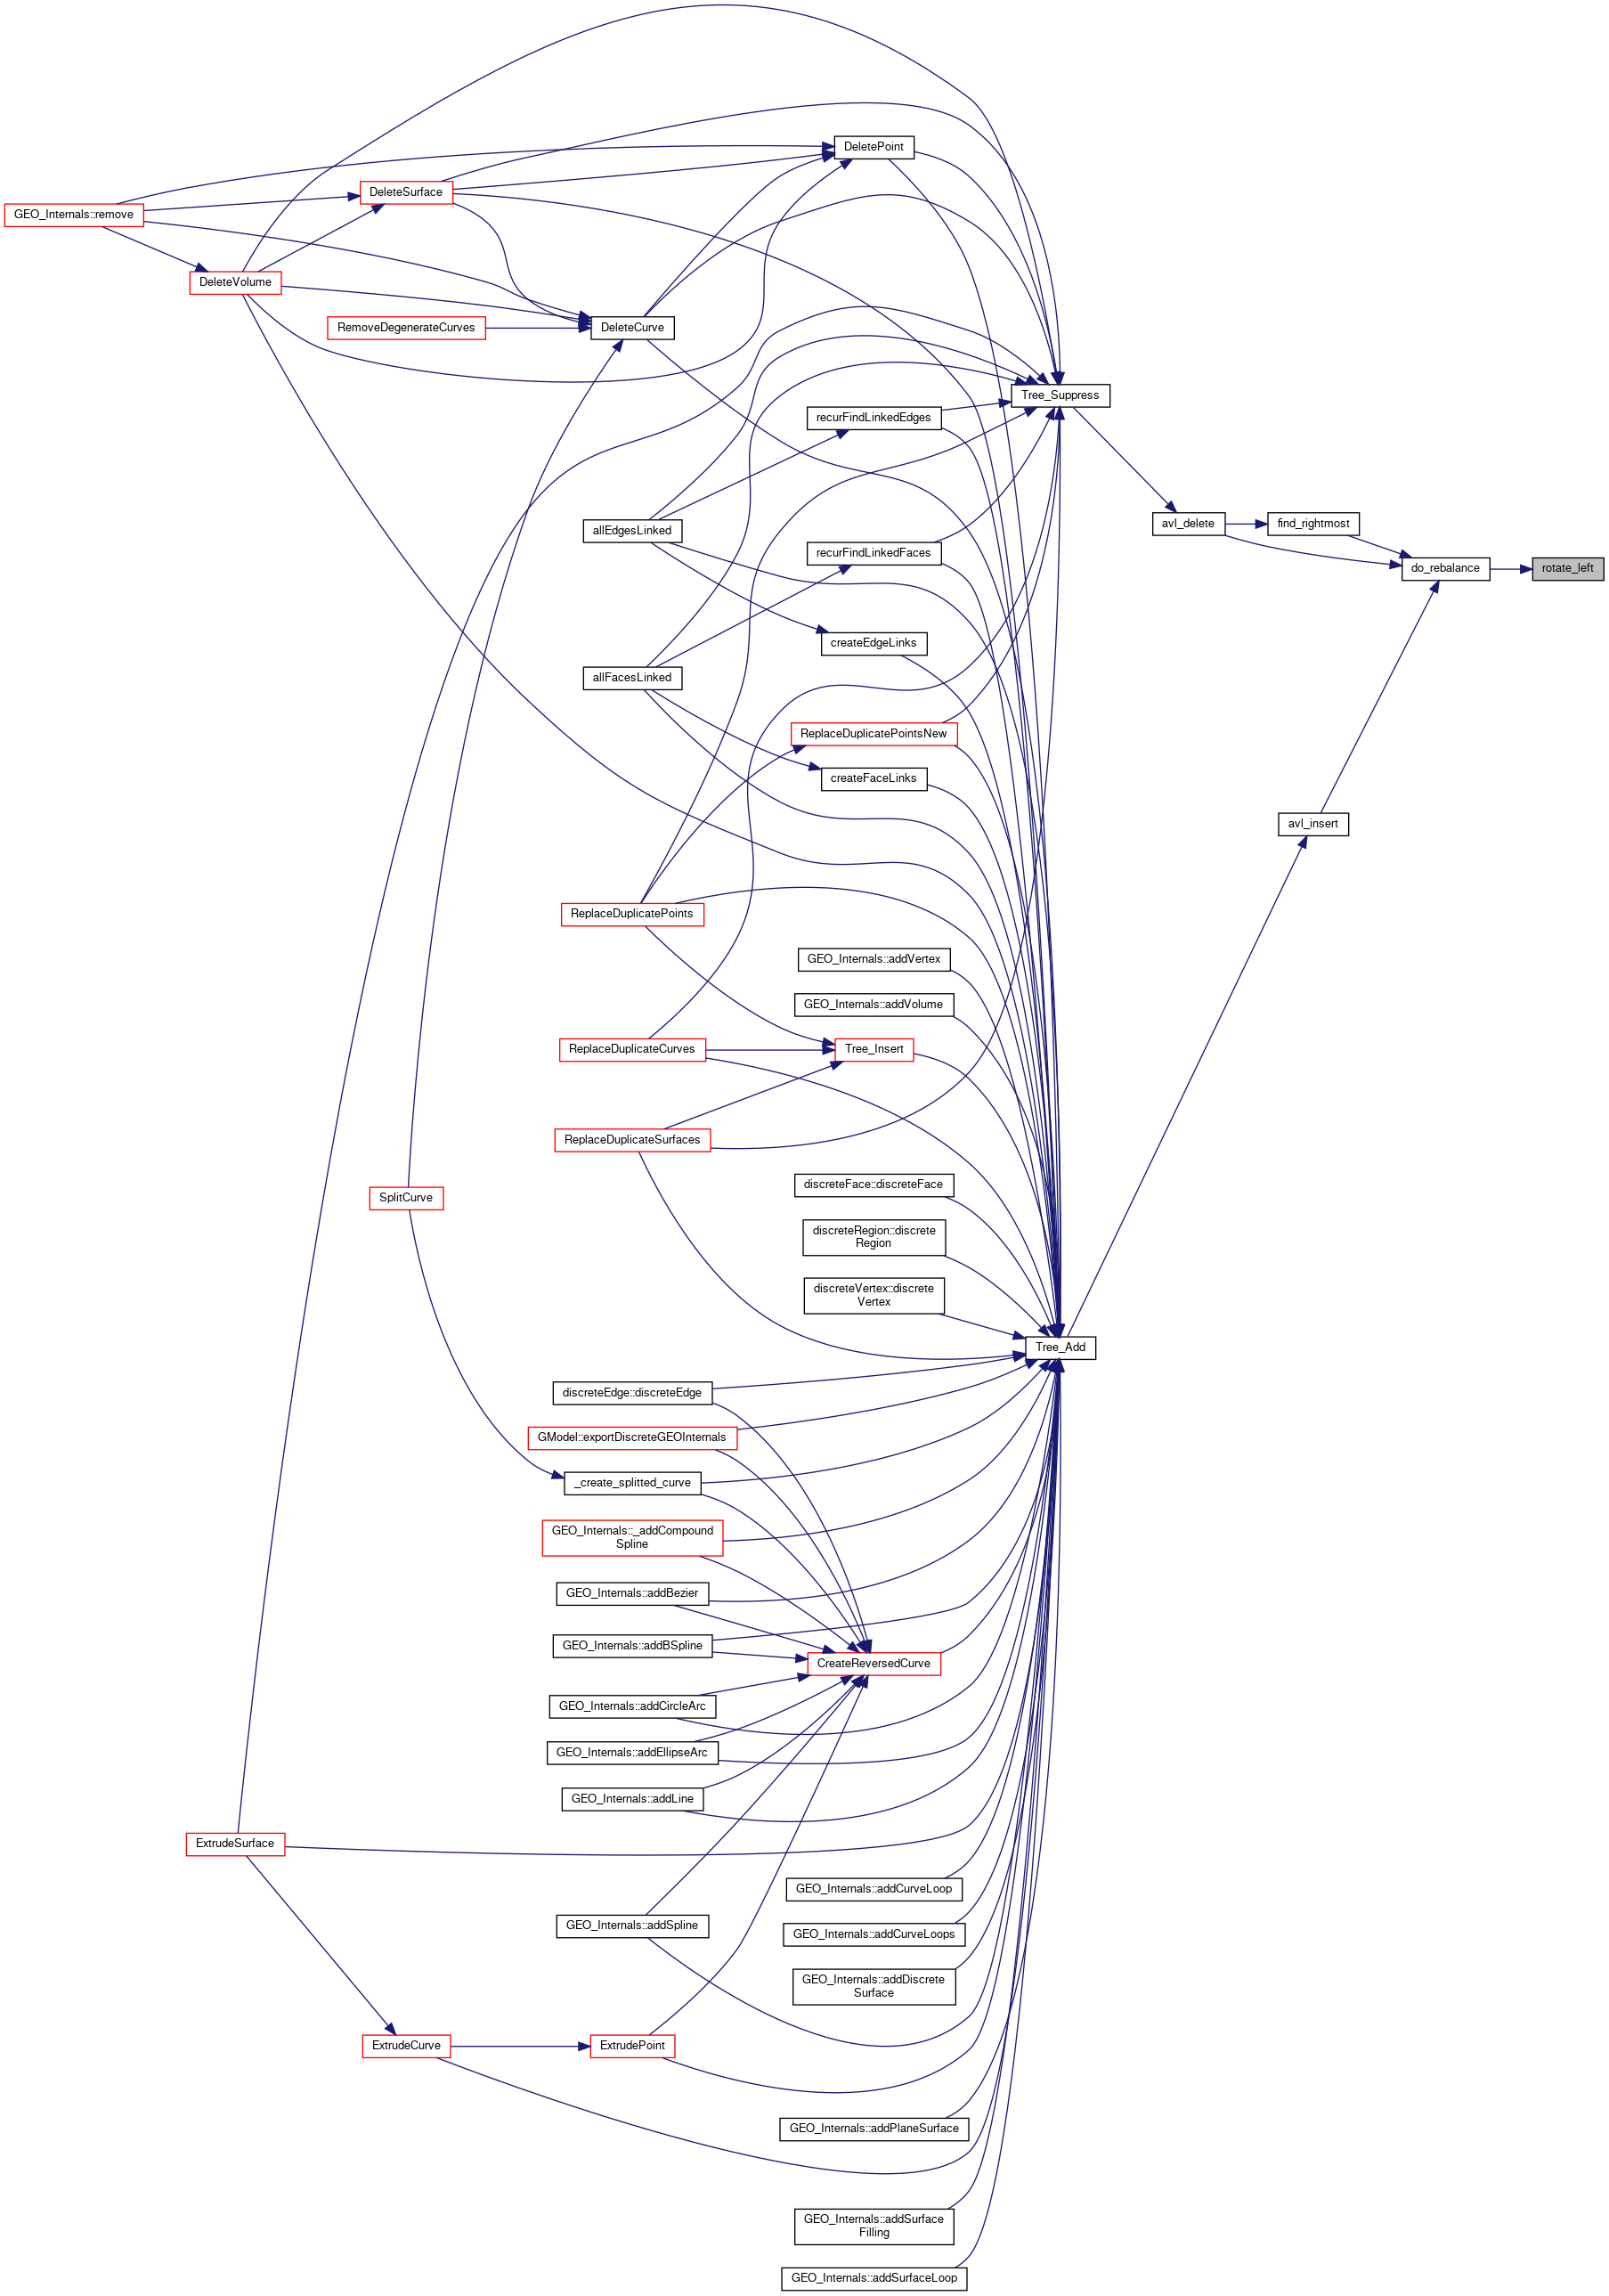 DeletePoint
DeleteSurface
GEO_Internals::remove
DeleteVolume
RemoveDegenerateCurves
DeleteCurve
Tree_Suppress
recurFindLinkedEdges
allEdgesLinked
avl_delete
find_rightmost
recurFindLinkedFaces
do_rebalance
rotate_left
createEdgeLinks
allFacesLinked
ReplaceDuplicatePointsNew
createFaceLinks
avl_insert
ReplaceDuplicatePoints
GEO_Internals::addVertex
GEO_Internals::addVolume
ReplaceDuplicateCurves
Tree_Insert
ReplaceDuplicateSurfaces
discreteFace::discreteFace
SplitCurve
discreteRegion::discrete
Region
discreteVertex::discrete
Vertex
Tree_Add
discreteEdge::discreteEdge
GModel::exportDiscreteGEOInternals
_create_splitted_curve
GEO_Internals::_addCompound
Spline
GEO_Internals::addBezier
GEO_Internals::addBSpline
CreateReversedCurve
GEO_Internals::addCircleArc
GEO_Internals::addEllipseArc
GEO_Internals::addLine
ExtrudeSurface
GEO_Internals::addCurveLoop
GEO_Internals::addSpline
GEO_Internals::addCurveLoops
GEO_Internals::addDiscrete
Surface
ExtrudeCurve
ExtrudePoint
GEO_Internals::addPlaneSurface
GEO_Internals::addSurface
Filling
GEO_Internals::addSurfaceLoop